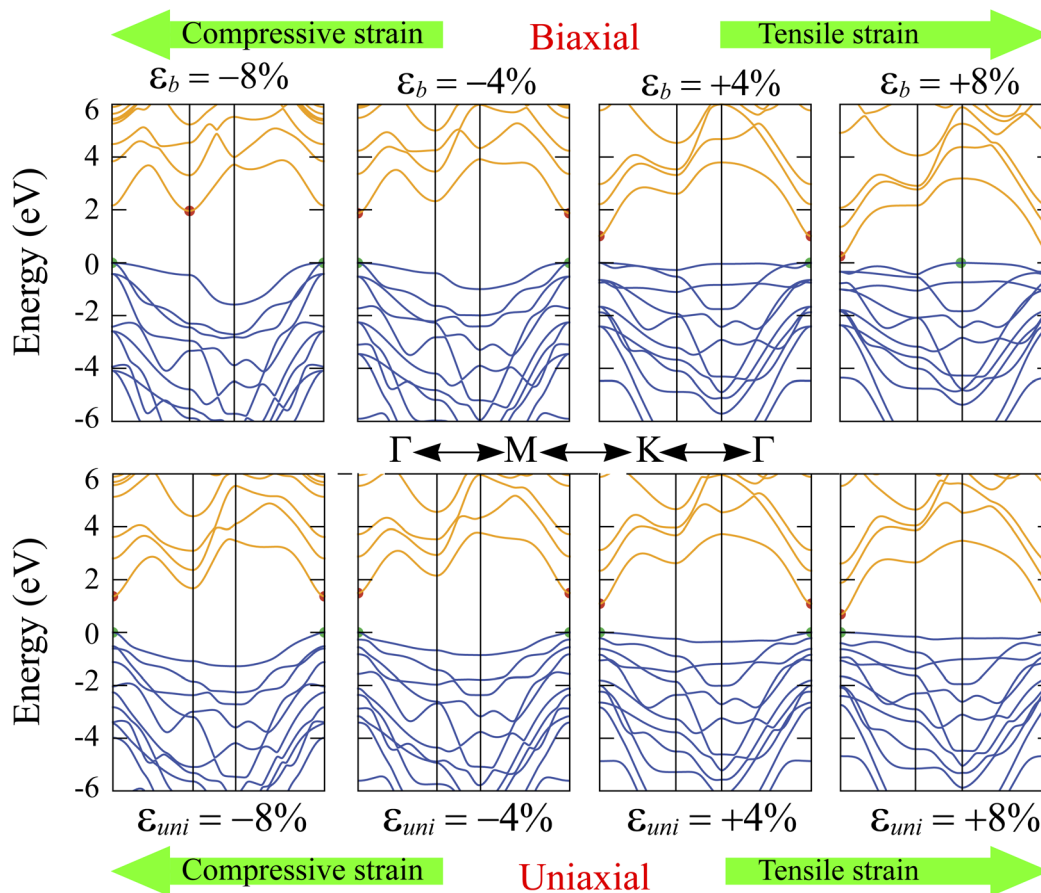 Compressive strain Biaxial Tensile strain
εb = −8% εb = −4% εb = +4% εb = +8%
Energy (eV)
6
4
2
0
-2
-4
-6
Γ M K Γ
Energy (eV)
6
4
2
0
-2
-4
-6
εuni = −8% εuni = −4% εuni = +4% εuni = +8%
Compressive strain Uniaxial Tensile strain